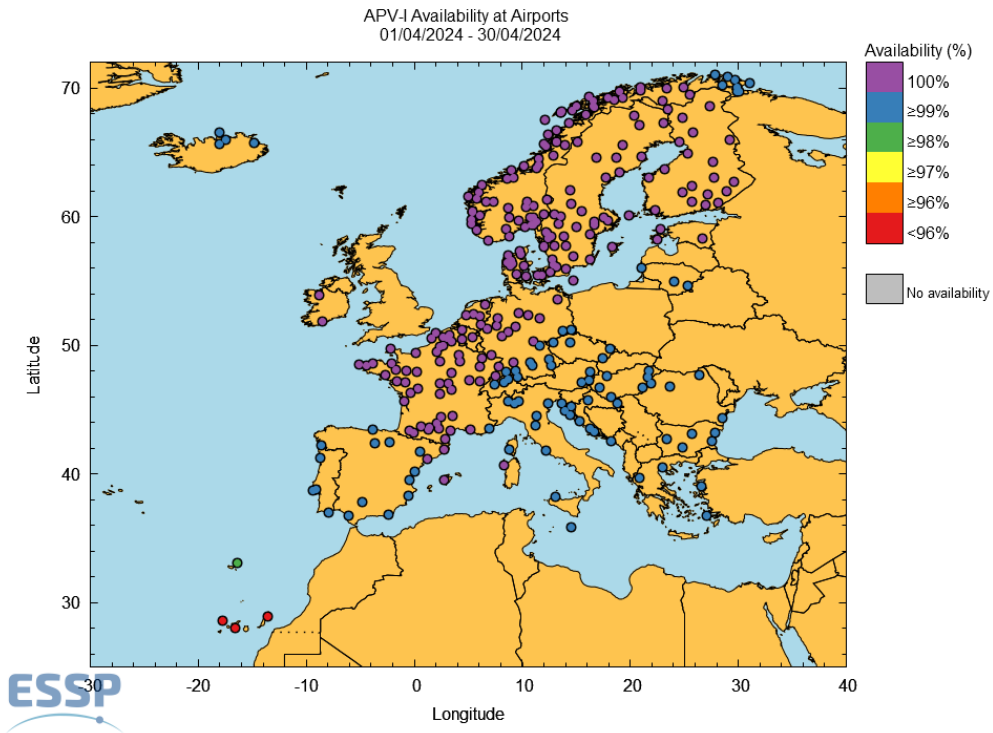 APV-I Availability at Airports
01/04/2024 - 30/04/2024
Availability (%)
100%
≥99%
≥98%
≥97%
≥96%
<96%
No availability
Latitude
70
60
50
40
30
-30
-20
-10
0
10
20
30
40
Longitude
ESSP